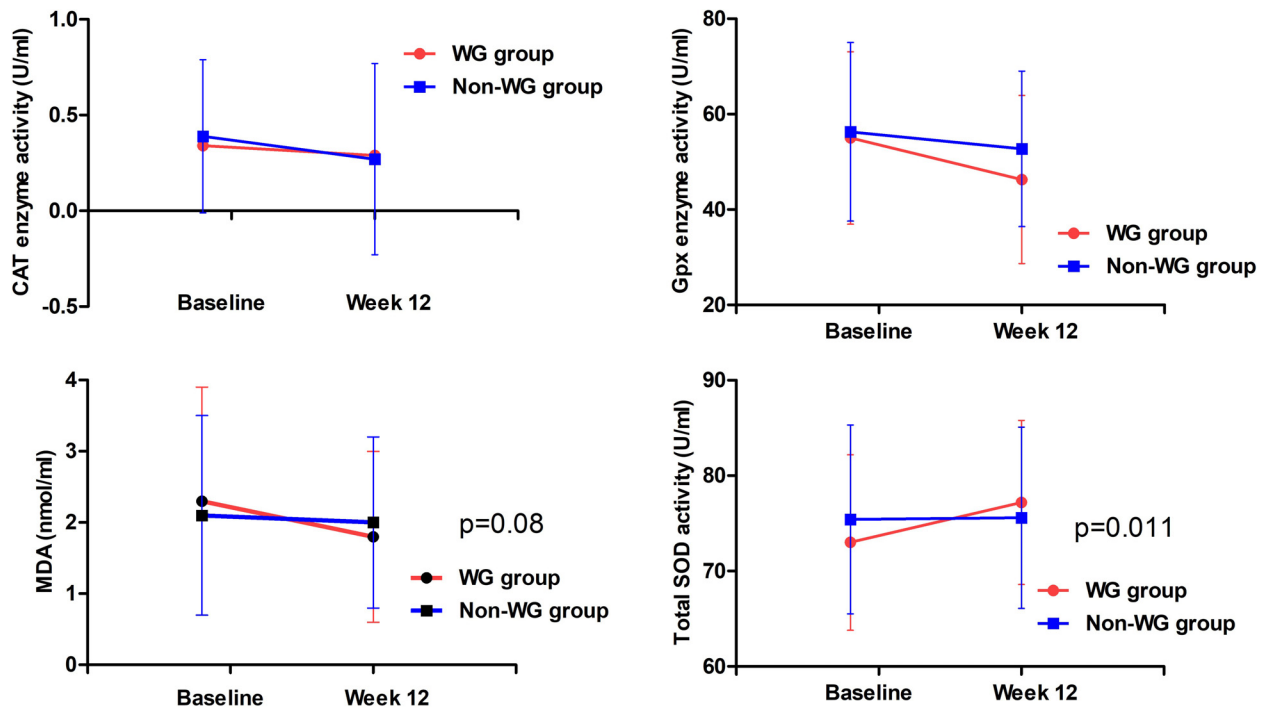 CAT enzyme activity (U/ml)
1.0
0.5
0.0
-0.5
WG group
Non-WG group
Baseline
Week 12
Gpx enzyme activity (U/ml)
80
60
40
20
WG group
Non-WG group
Baseline
Week 12
MDA (nmol/ml)
4
3
2
1
0
p=0.08
WG group
Non-WG group
Baseline
Week 12
Total SOD activity (U/ml)
90
80
70
60
p=0.011
WG group
Non-WG group
Baseline
Week 12